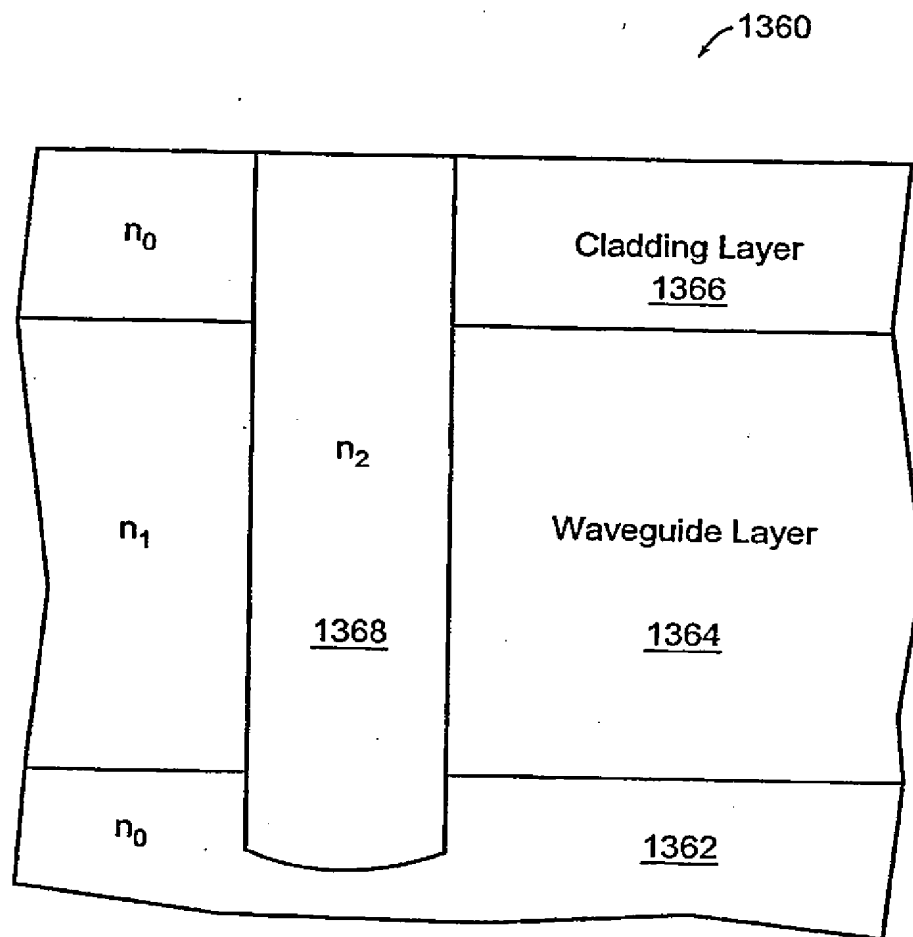 1360
n₀
Cladding Layer
1366
n₂
n₁
Waveguide Layer
1368
1364
n₀
1362